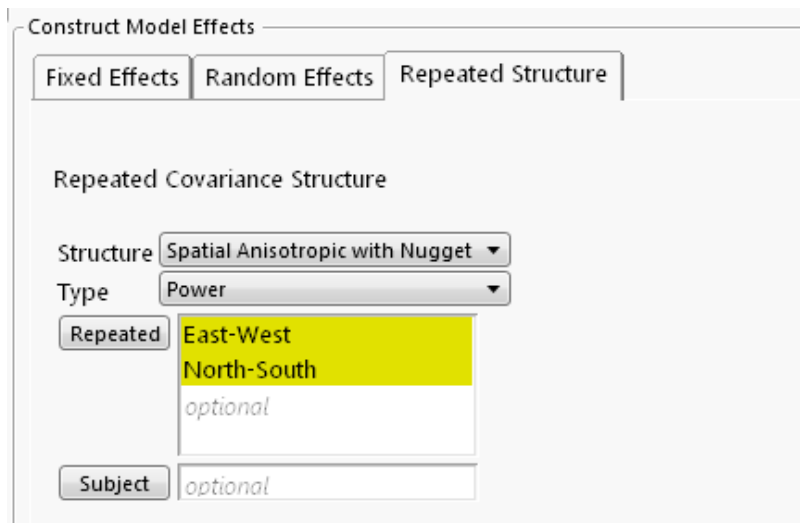 Construct Model Effects
Fixed Effects Random Effects Repeated Structure
Repeated Covariance Structure
Structure Spatial Anisotropic with Nugget
Type Power
Repeated East-West
North-South
optional
Subject optional